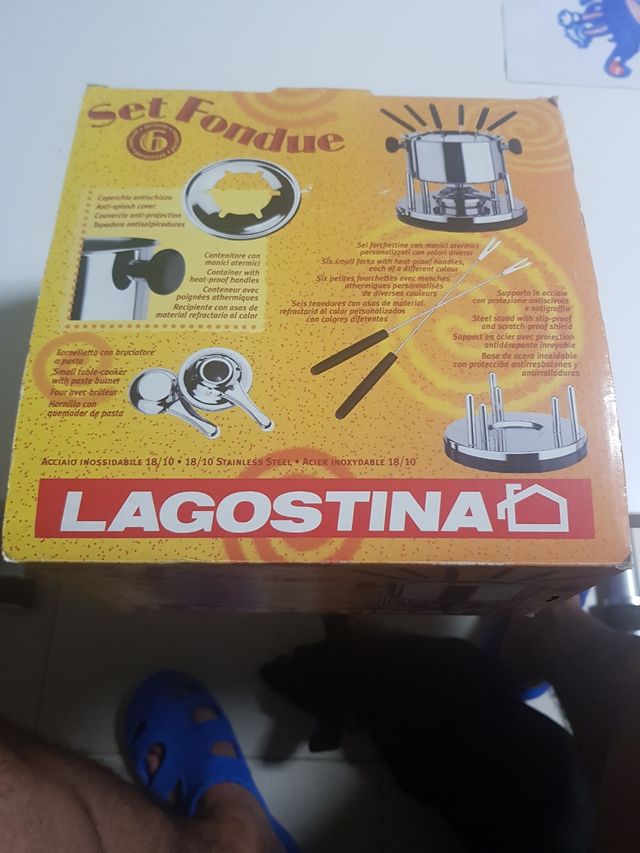 Set Fondue
6
Coperchio antischizzo
Anti-splash cover
Couvercle anti-projection
Tapadera antisalpicaduras
Contenitore con
manici atermici
Container with
heat-proof handles
Conteneur avec
poignées athermiques
Recipiente con asas de
material refractario al calor
Sei forchettine con manici atermici
personalizzati con colori diversi
Six small forks with heat-proof handles,
each of a different colour
Six petites fourchettes avec manches
athermiques personnalisés
de diverses couleurs
Seis tenedores con asas de material
refractario al calor personalizados
con colores diferentes
Supporto in acciaio
con protezione antiscivolo
e antigraffio
Steel stand with slip-proof
and scratch-proof shield
Support en acier avec protection
antidérapante inrayable
Base de acero inoxidable
con protección antirresbalones y
antirralladuras
Fornelletto con bruciatore
a pasta
Small table-cooker
with paste burner
Four avec brûleur
Hornillo con
quemador de pasta
Acciaio inossidabile 18/10 • 18/10 Stainless Steel • Acier inoxydable 18/10
LAGOSTINA